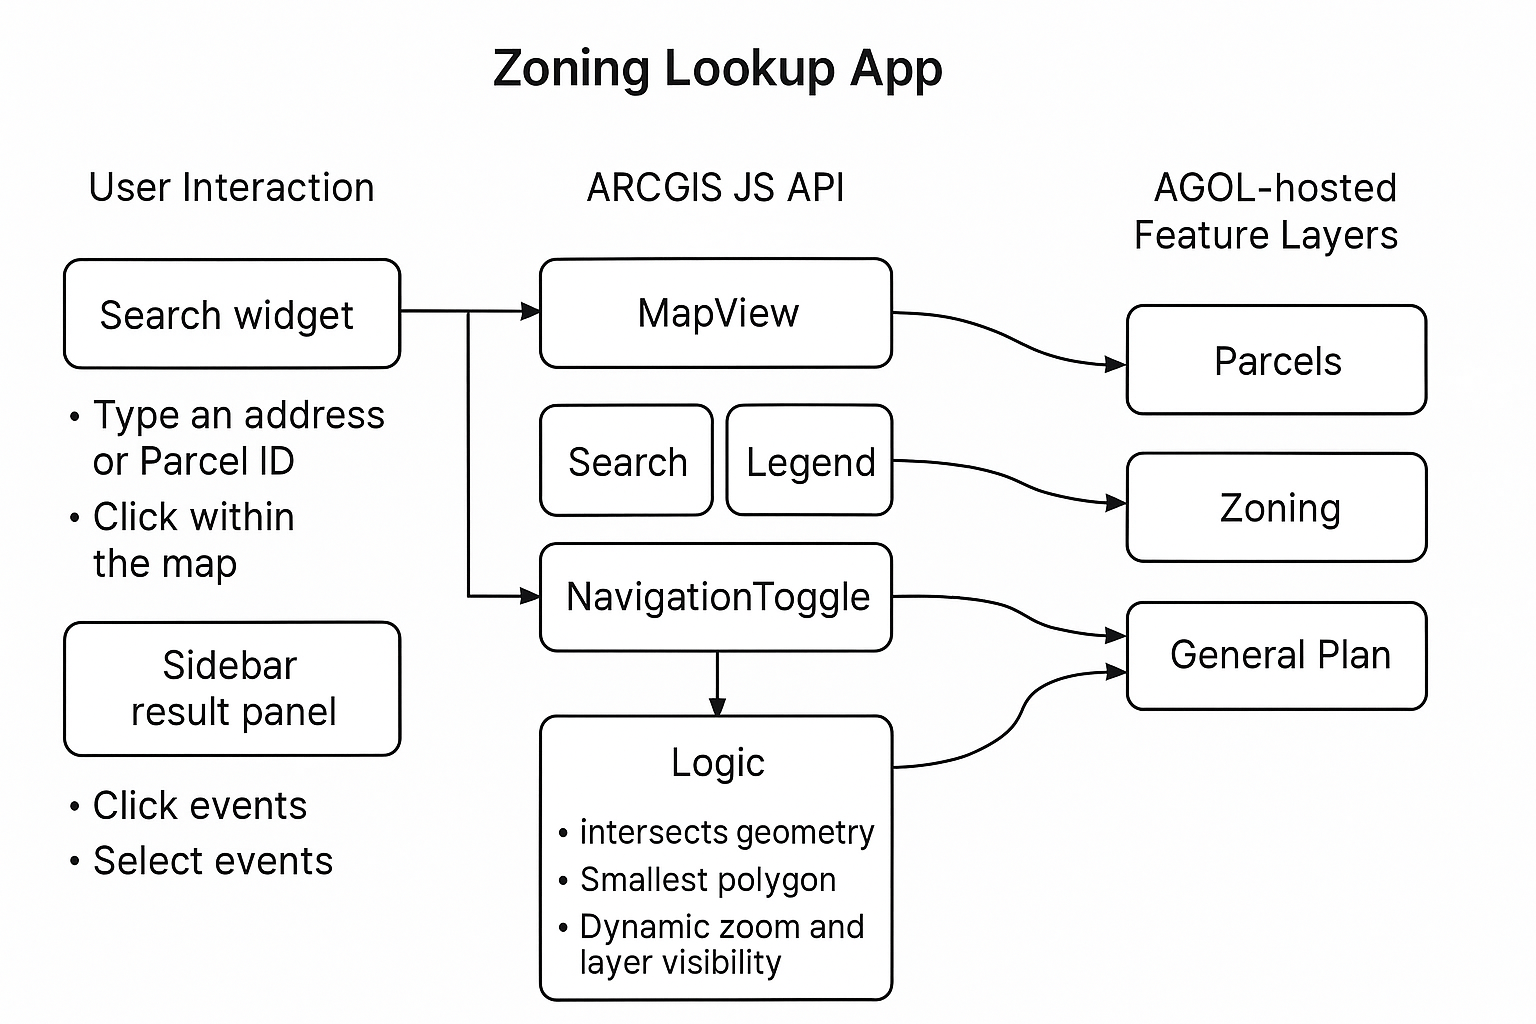 Zoning Lookup App
User Interaction
Search widget
• Type an address
or Parcel ID
• Click within
the map
Sidebar
result panel
• Click events
• Select events
ARCGIS JS API
MapView
Search
Legend
NavigationToggle
Logic
• intersects geometry
• Smallest polygon
• Dynamic zoom and
layer visibility
AGOL-hosted
Feature Layers
Parcels
Zoning
General Plan